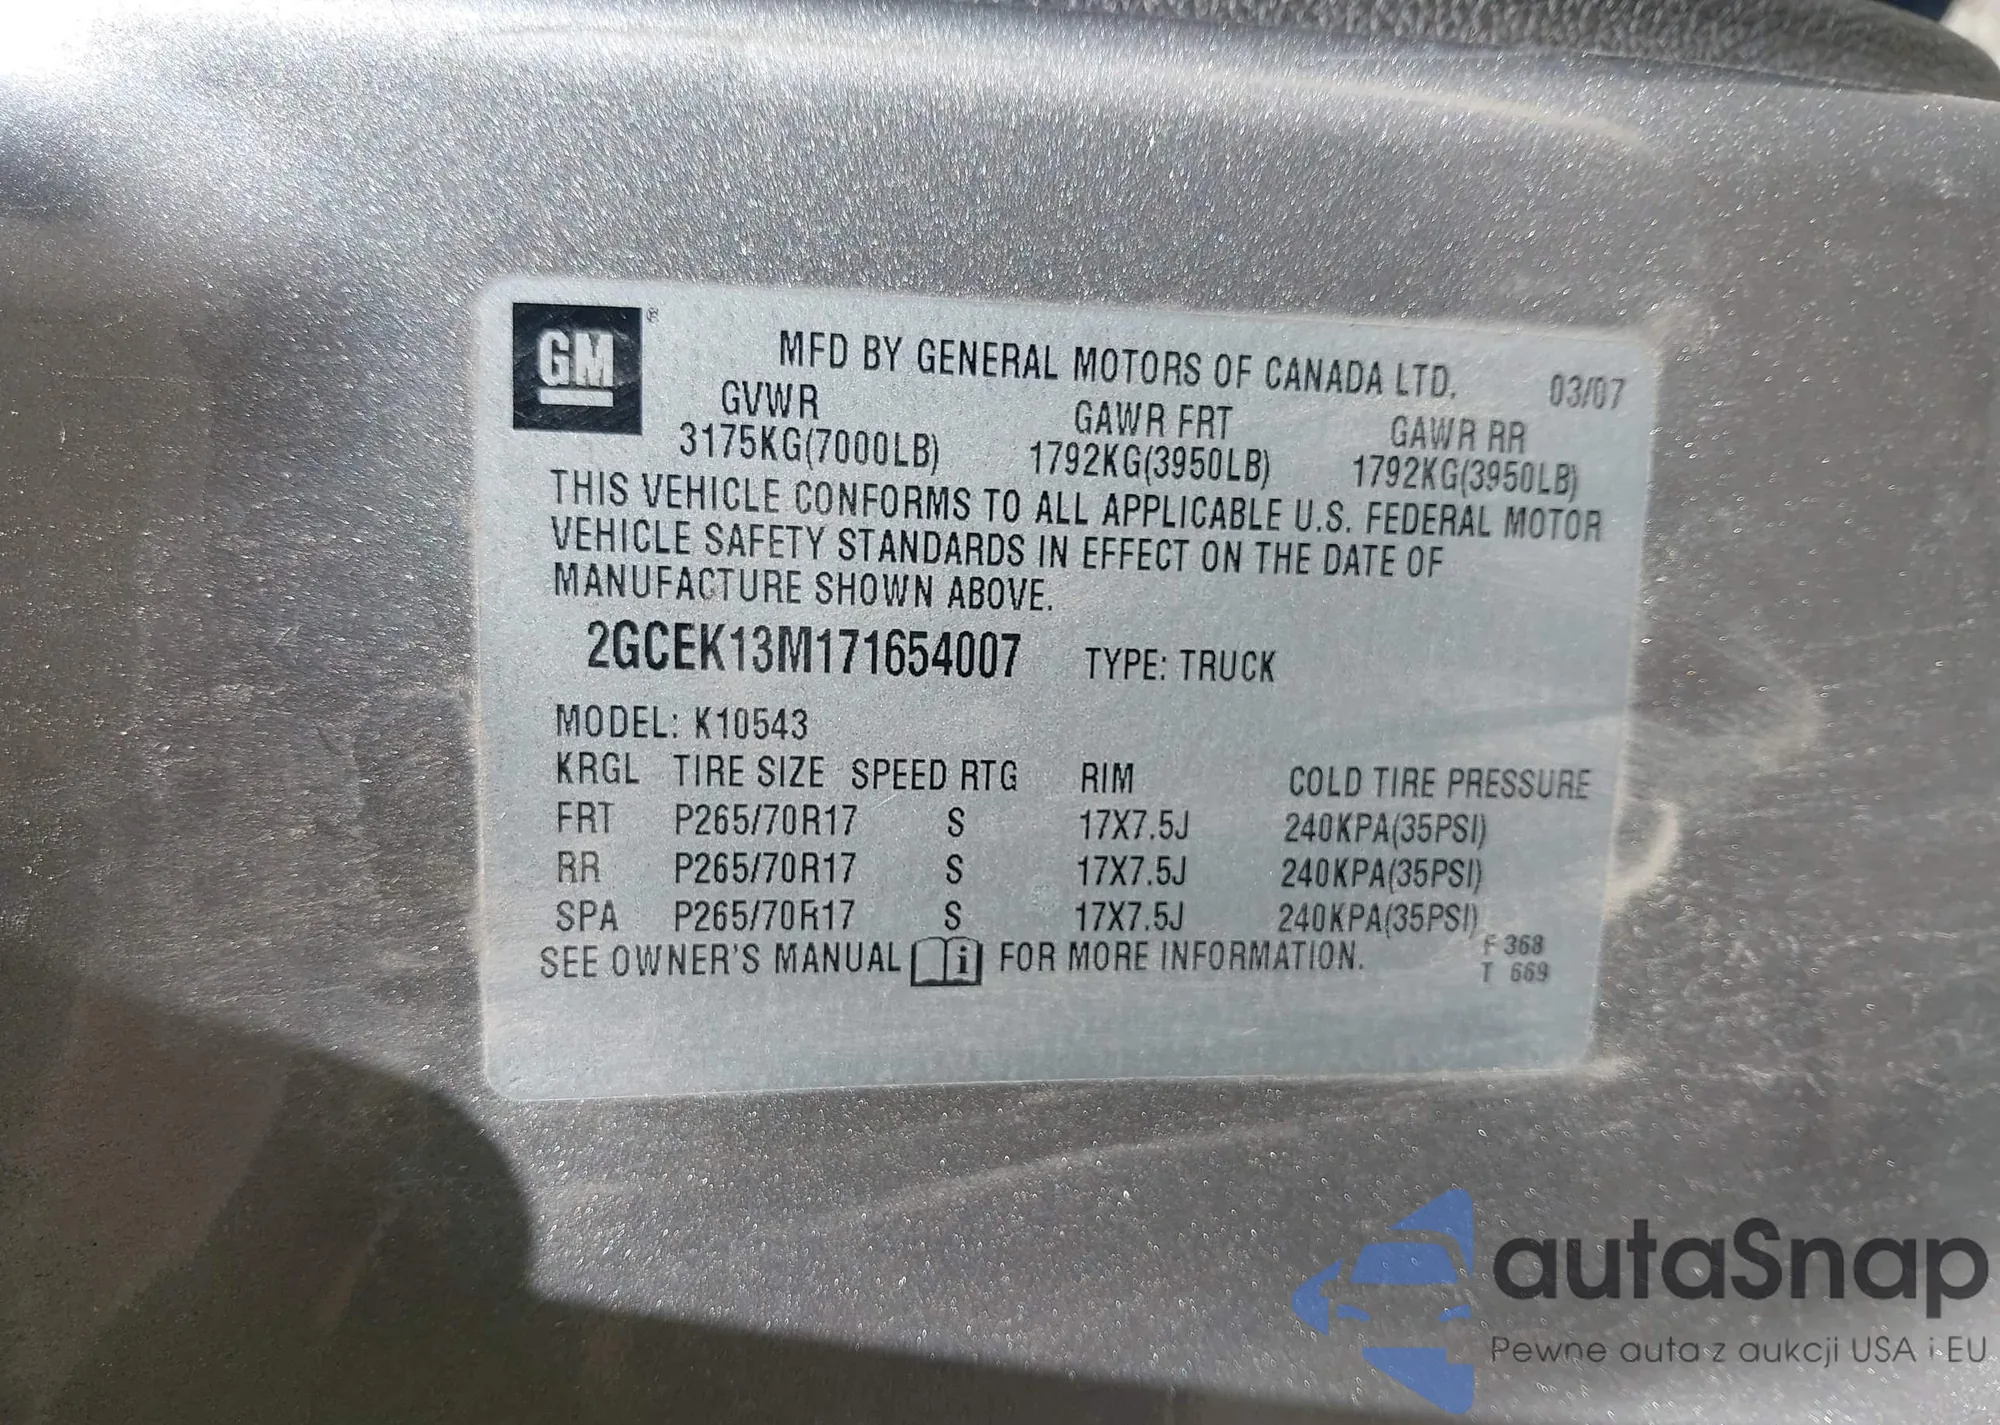 GM®
MFD BY GENERAL MOTORS OF CANADA LTD. 03/07
GVWR GAWR FRT GAWR RR
3175KG(7000LB) 1792KG(3950LB) 1792KG(3950LB)
THIS VEHICLE CONFORMS TO ALL APPLICABLE U.S. FEDERAL MOTOR
VEHICLE SAFETY STANDARDS IN EFFECT ON THE DATE OF
MANUFACTURE SHOWN ABOVE.
2GCEK13M171654007 TYPE: TRUCK
MODEL: K10543
KRGL TIRE SIZE SPEED RTG RIM COLD TIRE PRESSURE
FRT P265/70R17 S 17X7.5J 240KPA(35PSI)
RR P265/70R17 S 17X7.5J 240KPA(35PSI)
SPA P265/70R17 S 17X7.5J 240KPA(35PSI)
SEE OWNER'S MANUAL i FOR MORE INFORMATION.
F 368
T 669
autaSnap
Pewne auta z aukcji USA i EU